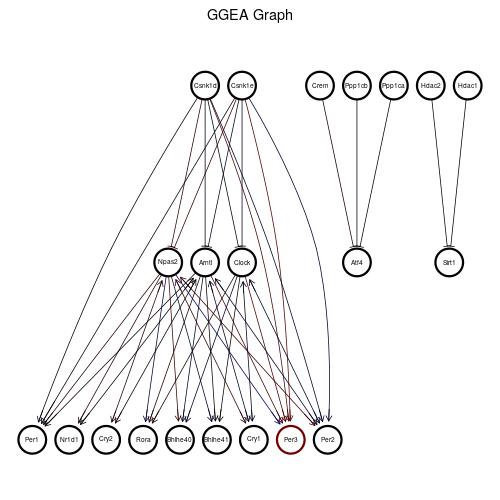 GGEA Graph
Csnk1d Csnk1e Crem Ppp1cb Ppp1ca Hdac2 Hdac1
Npas2 Arntl Clock Atf4 Sirt1
Per1 Nr1d1 Cry2 Rora Bhlhe40 Bhlhe41 Cry1 Per3 Per2